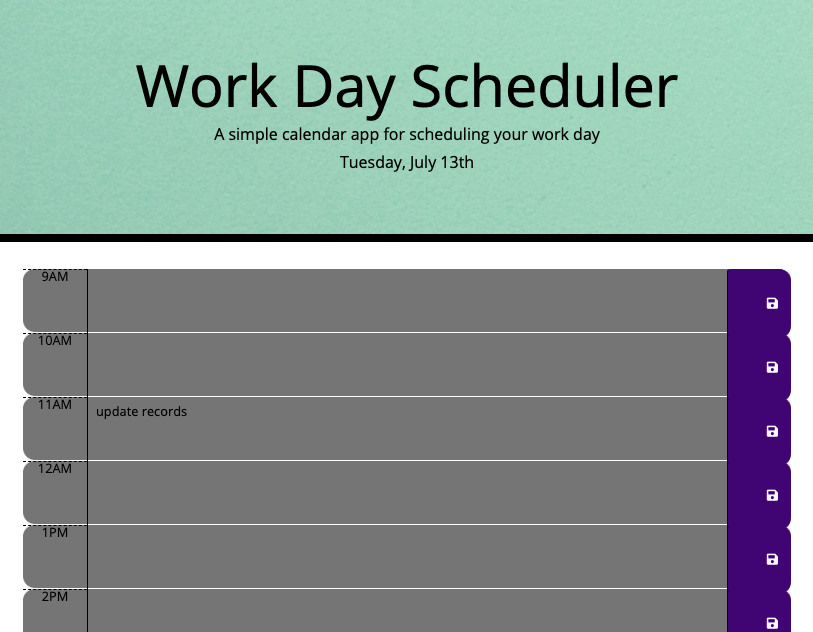 Work Day Scheduler
A simple calendar app for scheduling your work day
Tuesday, July 13th
9AM
10AM
11AM update records
12AM
1PM
2PM